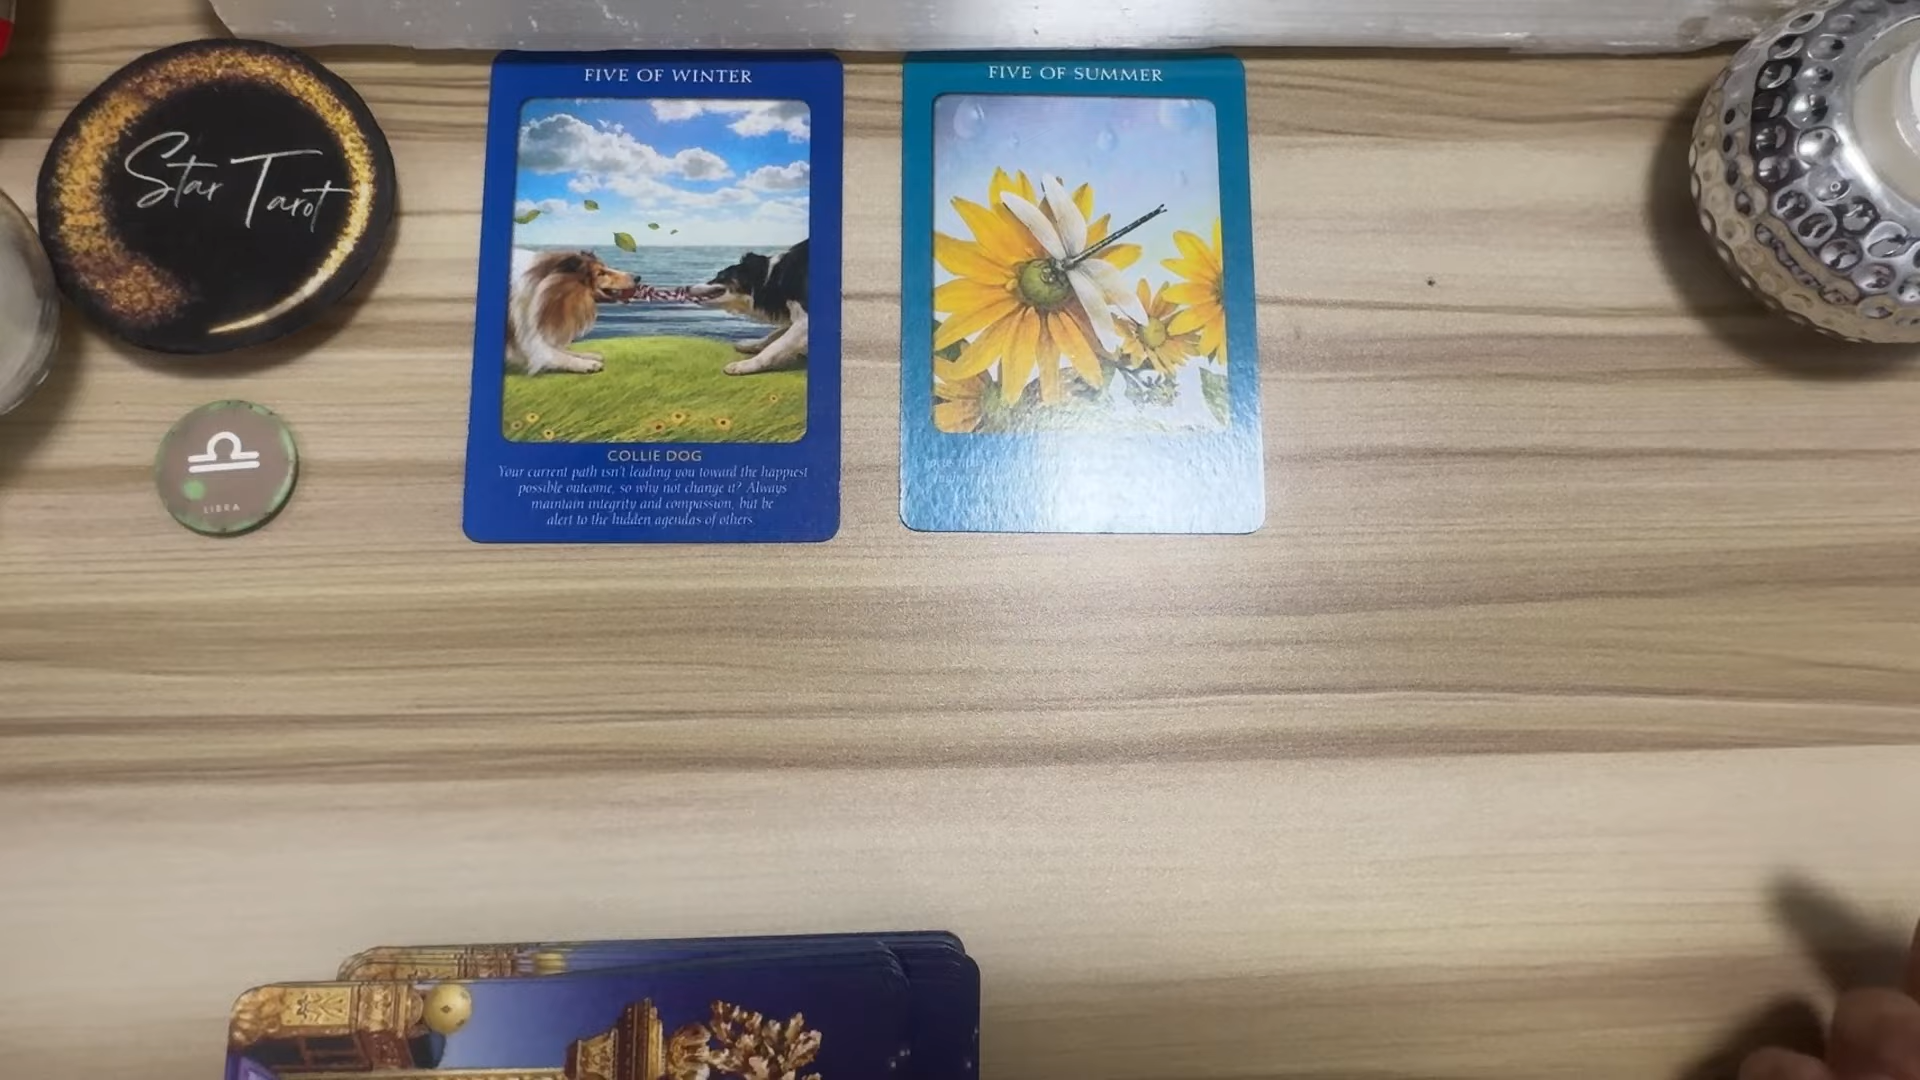 Star Tarot
LIBRA
FIVE OF WINTER
COLLIE DOG
Your current path isn't leading you toward the happiest
possible outcome, so why not change it? Always
maintain integrity and compassion, but be
alert to the hidden agendas of others.
FIVE OF SUMMER